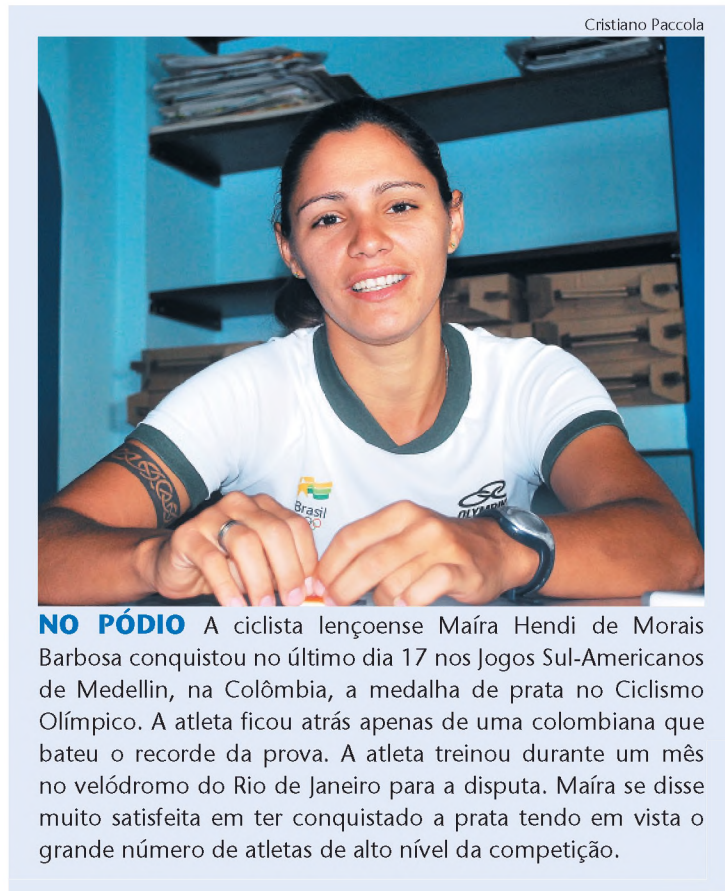 Cristiano Paccola
Brasil
OLYMPIKUS
NO PÓDIO A ciclista lençoense Maíra Hendi de Morais
Barbosa conquistou no último dia 17 nos Jogos Sul-Americanos
de Medellin, na Colômbia, a medalha de prata no Ciclismo
Olímpico. A atleta ficou atrás apenas de uma colombiana que
bateu o recorde da prova. A atleta treinou durante um mês
no velódromo do Rio de Janeiro para a disputa. Maíra se disse
muito satisfeita em ter conquistado a prata tendo em vista o
grande número de atletas de alto nível da competição.